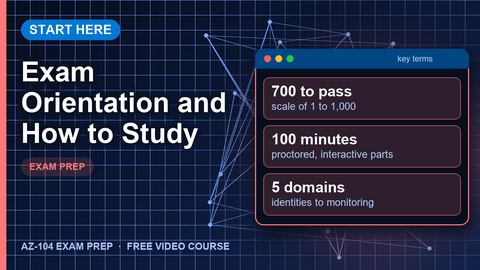 START HERE
Exam
Orientation and
How to Study
EXAM PREP
AZ-104 EXAM PREP · FREE VIDEO COURSE
key terms
700 to pass
scale of 1 to 1,000
100 minutes
proctored, interactive parts
5 domains
identities to monitoring